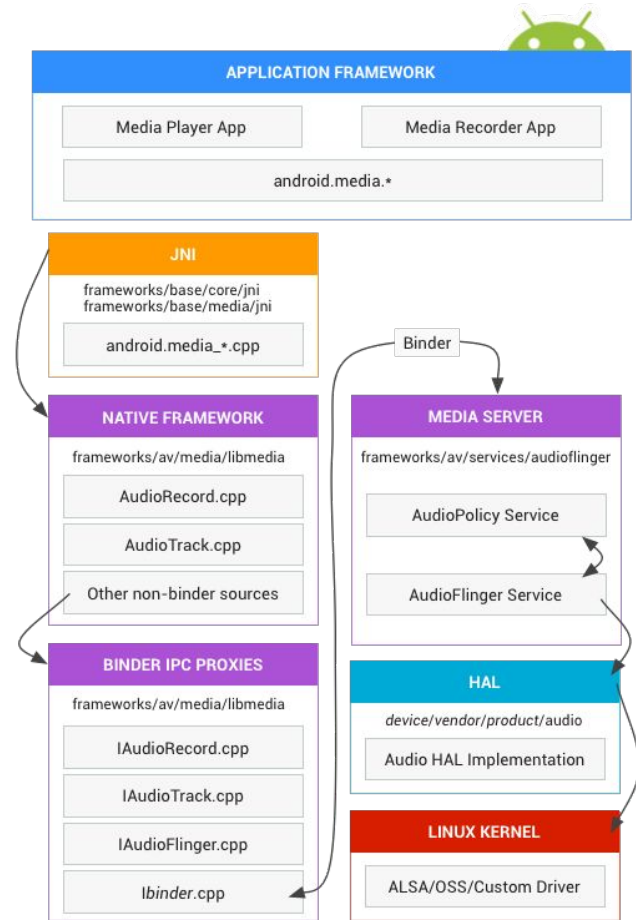 APPLICATION FRAMEWORK
Media Player App
Media Recorder App
android.media.*
JNI
frameworks/base/core/jni
frameworks/base/media/jni
android.media_*.cpp
Binder
NATIVE FRAMEWORK
frameworks/av/media/libmedia
AudioRecord.cpp
AudioTrack.cpp
Other non-binder sources
MEDIA SERVER
frameworks/av/services/audioflinger
AudioPolicy Service
AudioFlinger Service
BINDER IPC PROXIES
frameworks/av/media/libmedia
IAudioRecord.cpp
IAudioTrack.cpp
IAudioFlinger.cpp
Ibinder.cpp
HAL
device/vendor/product/audio
Audio HAL Implementation
LINUX KERNEL
ALSA/OSS/Custom Driver